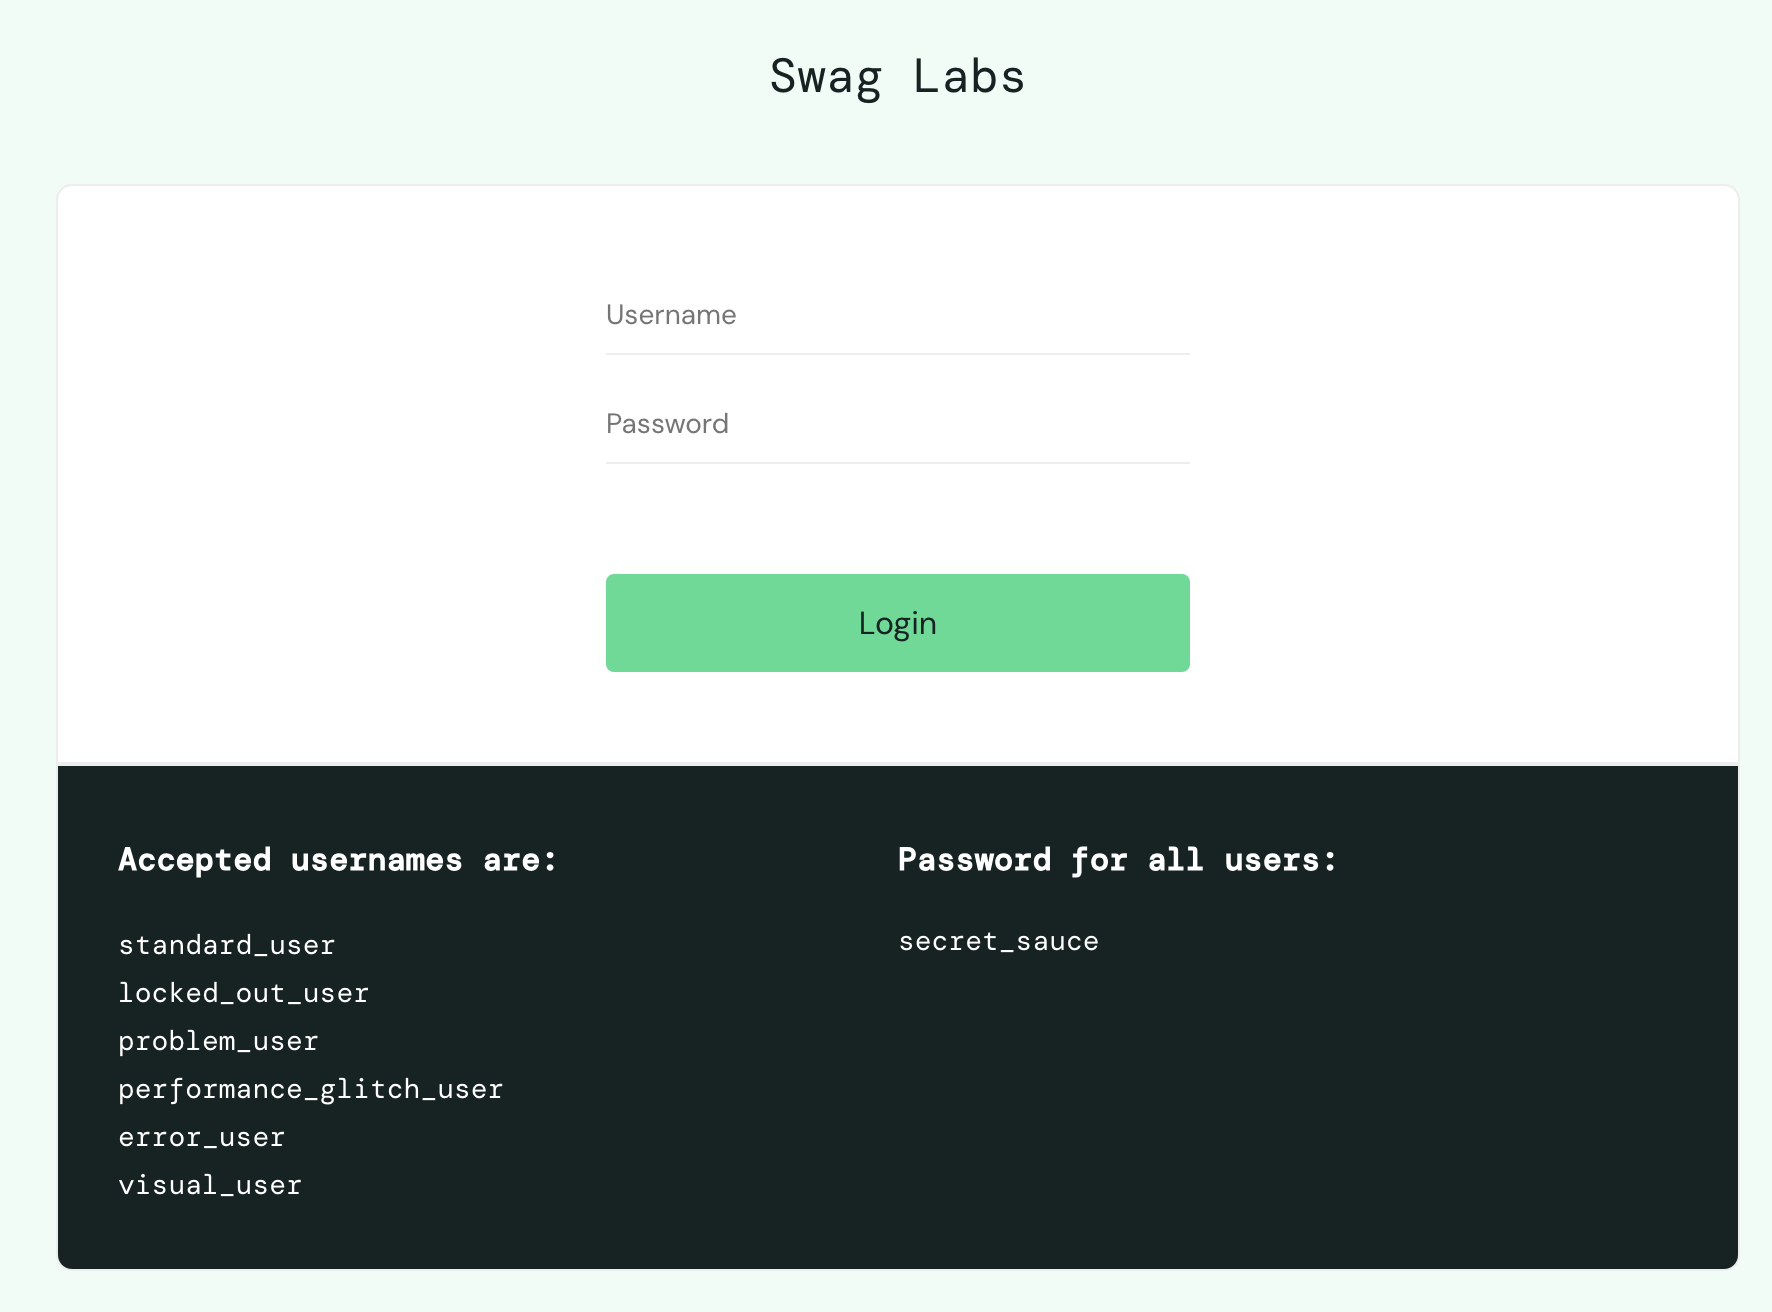 Swag Labs
Username
Password
Login
Accepted usernames are:
standard_user
locked_out_user
problem_user
performance_glitch_user
error_user
visual_user
Password for all users:
secret_sauce